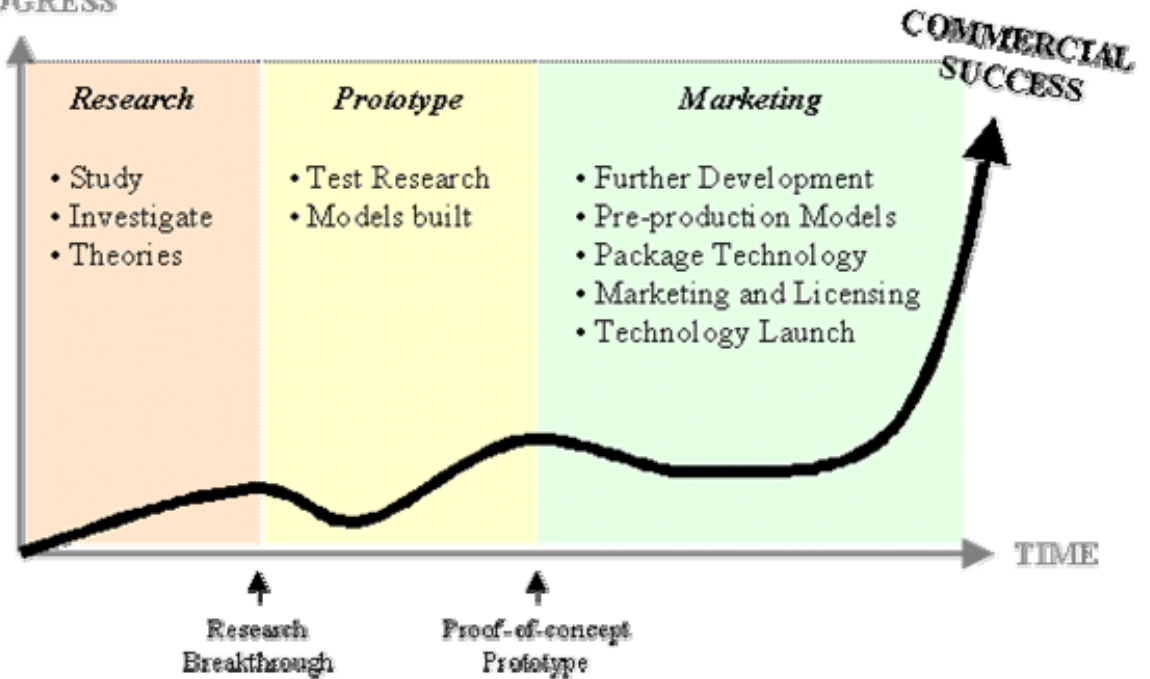 OGRESS
COMMERCIAL
SUCCESS
Research
• Study
• Investigate
• Theories
Prototype
• Test Research
• Models built
Marketing
• Further Development
• Pre-production Models
• Package Technology
• Marketing and Licensing
• Technology Launch
TIME
Research
Breakthrough
Proof-of-concept
Prototype